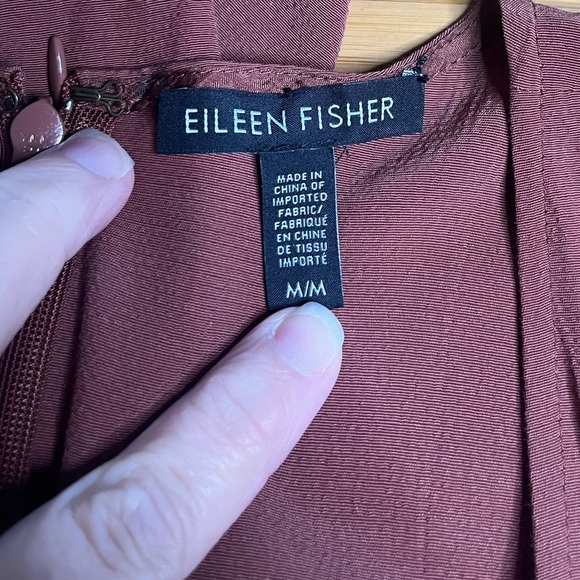 EILEEN FISHER
MADE IN
CHINA OF
IMPORTED
FABRIC/
FABRIQUÉ
EN CHINE
DE TISSU
IMPORTÉ
M/M